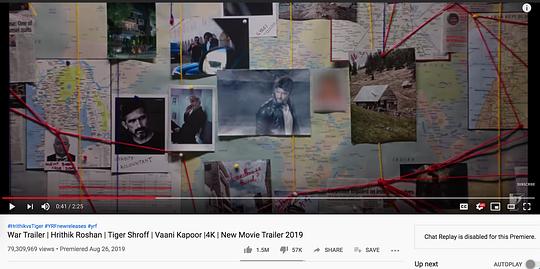 0:41 / 2:25
#HrithikvsTiger #YRFnewreleases #yrf
War Trailer | Hrithik Roshan | Tiger Shroff | Vaani Kapoor |4K | New Movie Trailer 2019
79,309,969 views • Premiered Aug 26, 2019
1.5M 57K SHARE SAVE
Chat Replay is disabled for this Premiere.
Up next
AUTOPLAY